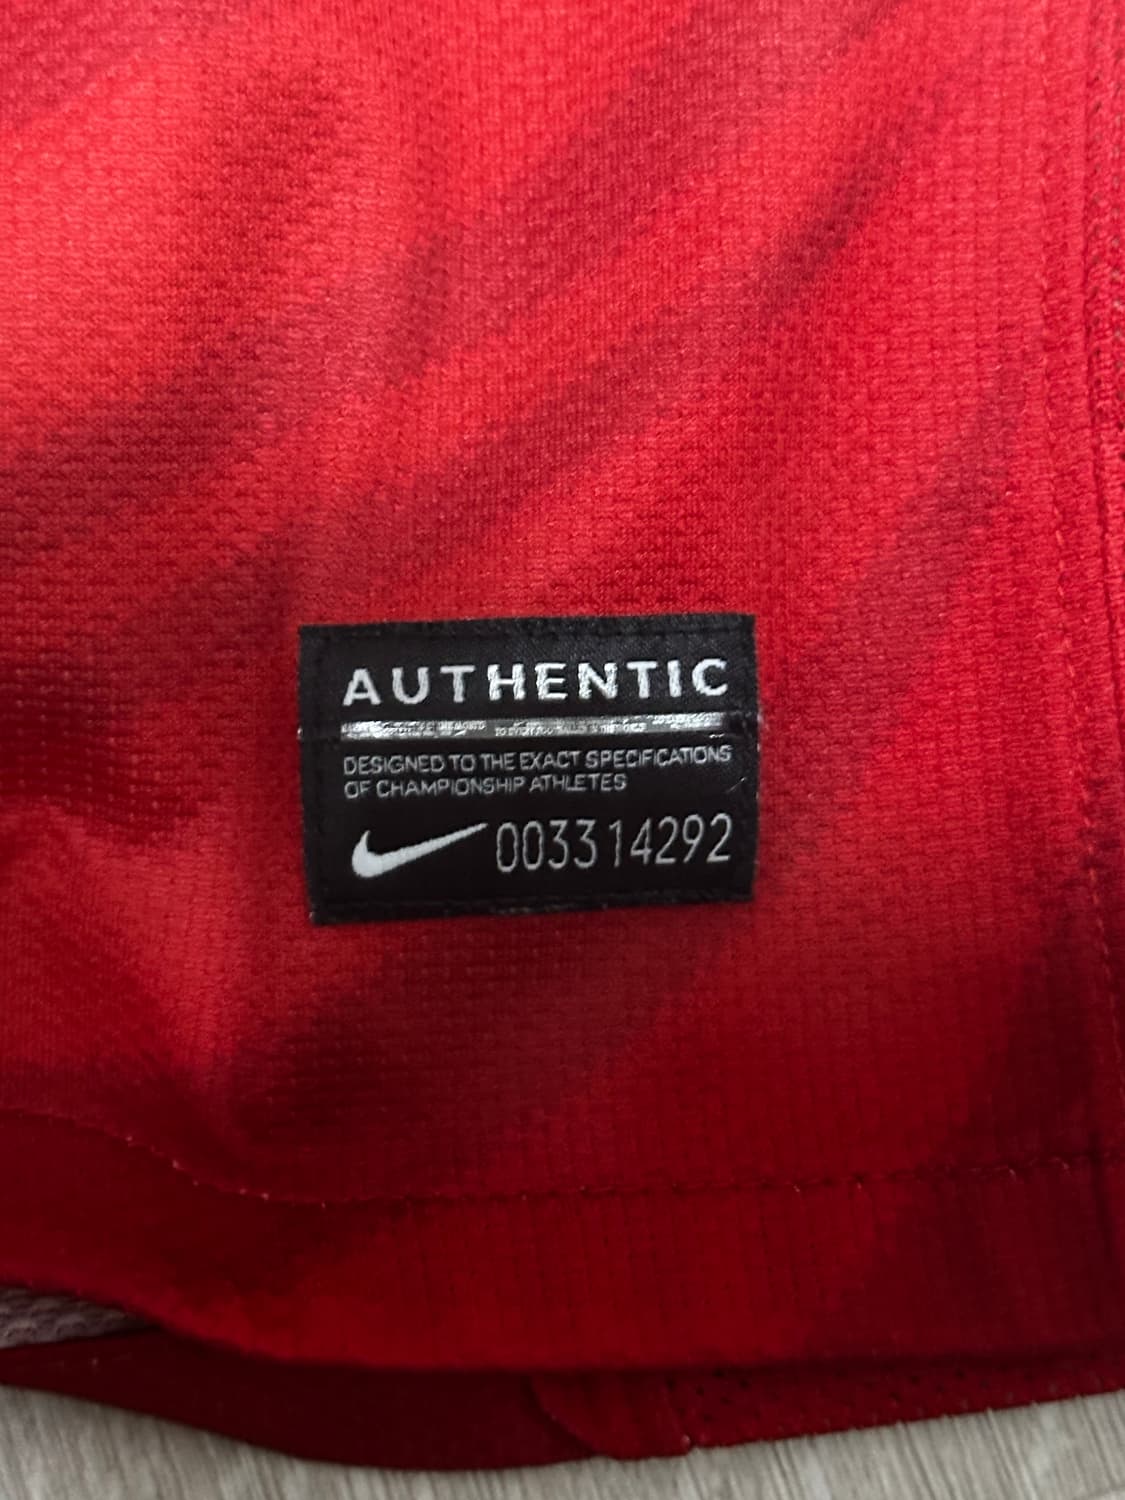 AUTHENTIC
DESIGNED TO THE EXACT SPECIFICATIONS
OF CHAMPIONSHIP ATHLETES
003314292